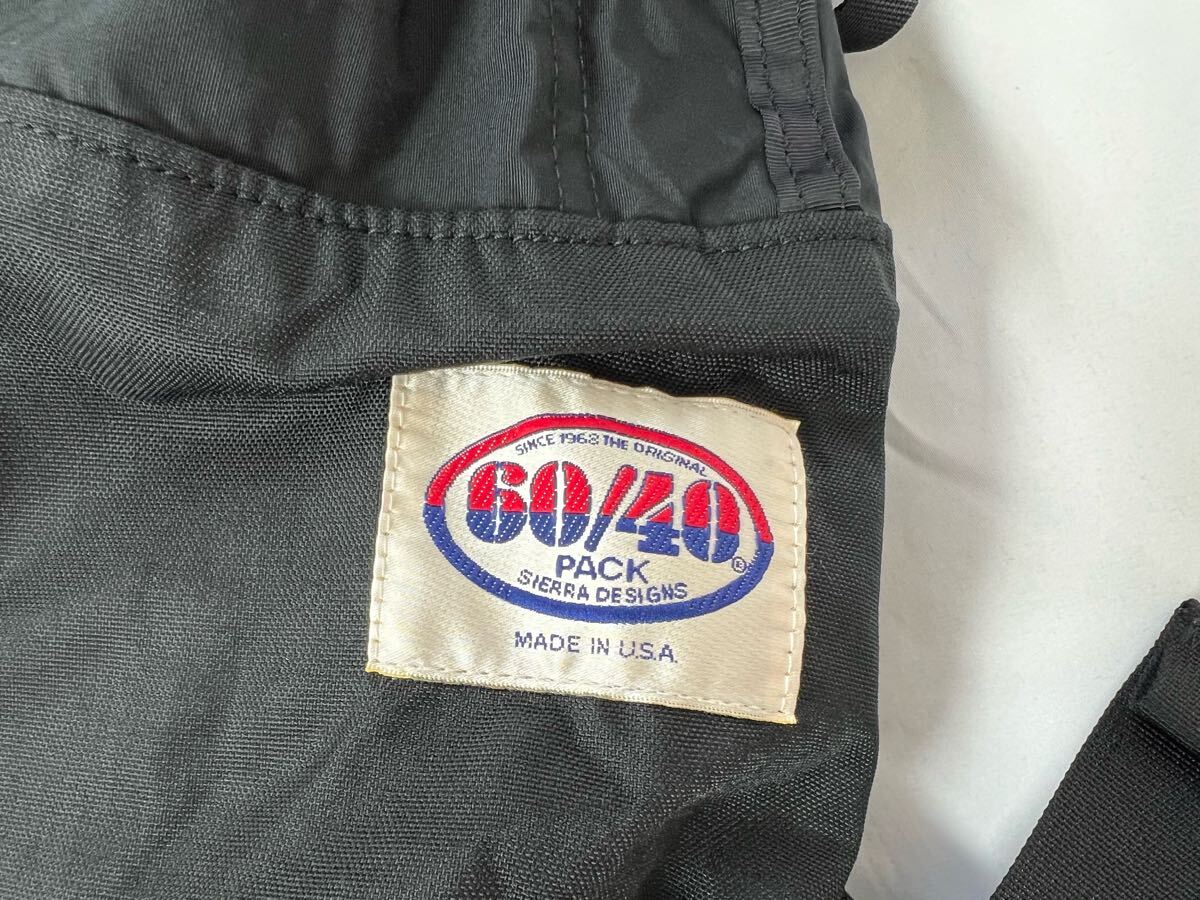 SINCE 1968 THE ORIGINAL
60/40®
PACK
SIERRA DESIGNS
MADE IN U.S.A.